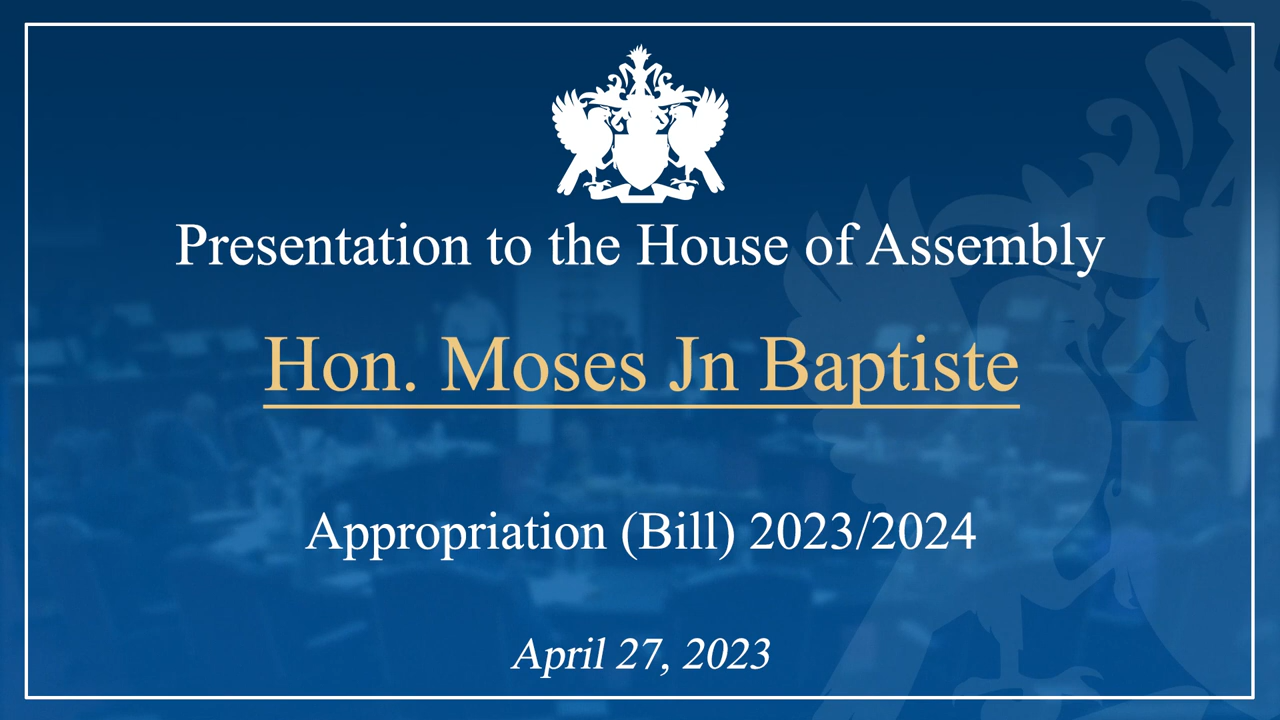 Presentation to the House of Assembly
Hon. Moses Jn Baptiste
Appropriation (Bill) 2023/2024
April 27, 2023